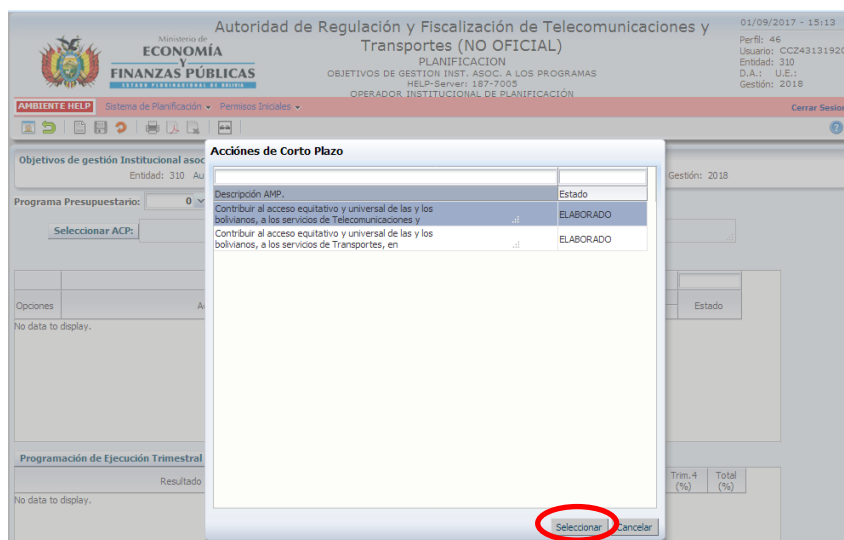 Autoridad de Regulación y Fiscalización de Telecomunicaciones y
Transportes (NO OFICIAL)
PLANIFICACION
OBJETIVOS DE GESTION INST. ASOC. A LOS PROGRAMAS
HELP-Server: 187-7005
OPERADOR INSTITUCIONAL DE PLANIFICACIÓN
Ministerio de
ECONOMÍA
Y
FINANZAS PÚBLICAS
ESTADO PLURINACIONAL DE BOLIVIA
01/09/2017 - 15:13
Perfil: 46
Usuario: CCZ43131920
Entidad: 310
D.A.: U.E.:
Gestión: 2018
AMBIENTE HELP Sistema de Planificación Permisos Iniciales Cerrar Sesion
Acciónes de Corto Plazo
Objetivos de gestión Institucional asoc
Entidad: 310 Au Gestión: 2018
Programa Presupuestario: 0
Seleccionar ACP:
Descripción AMP. Estado
Contribuir al acceso equitativo y universal de las y los
bolivianos, a los servicios de Telecomunicaciones y ELABORADO
Contribuir al acceso equitativo y universal de las y los
bolivianos, a los servicios de Transportes, en ELABORADO
Opciones A Estado
No data to display.
Programación de Ejecución Trimestral
Resultado Trim.4 (%) Total (%)
No data to display.
Seleccionar Cancelar